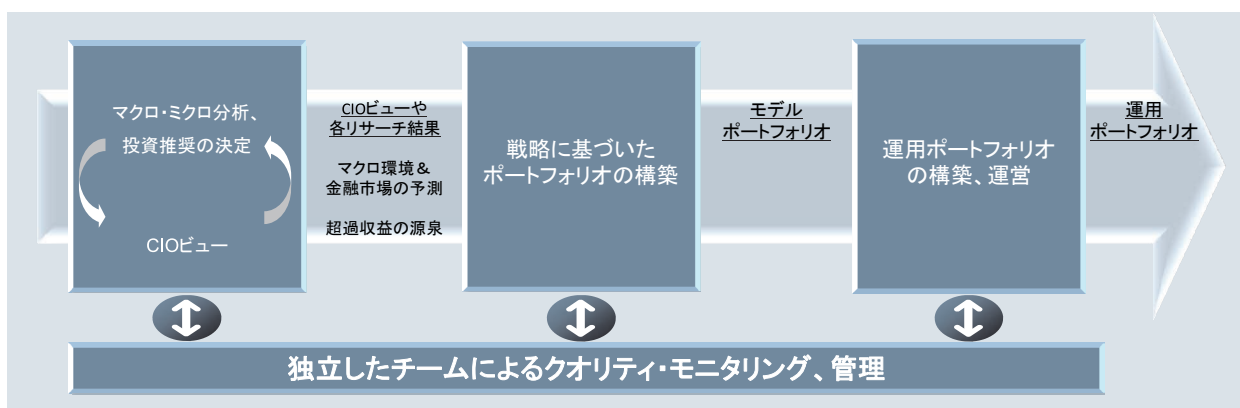 マクロ・ミクロ分析、
投資推奨の決定
CIOビュー
CIOビューや
各リサーチ結果
マクロ環境＆
金融市場の予測
超過収益の源泉
戦略に基づいた
ポートフォリオの構築
モデル
ポートフォリオ
運用ポートフォリオ
の構築、運営
運用
ポートフォリオ
独立したチームによるクオリティ・モニタリング、管理